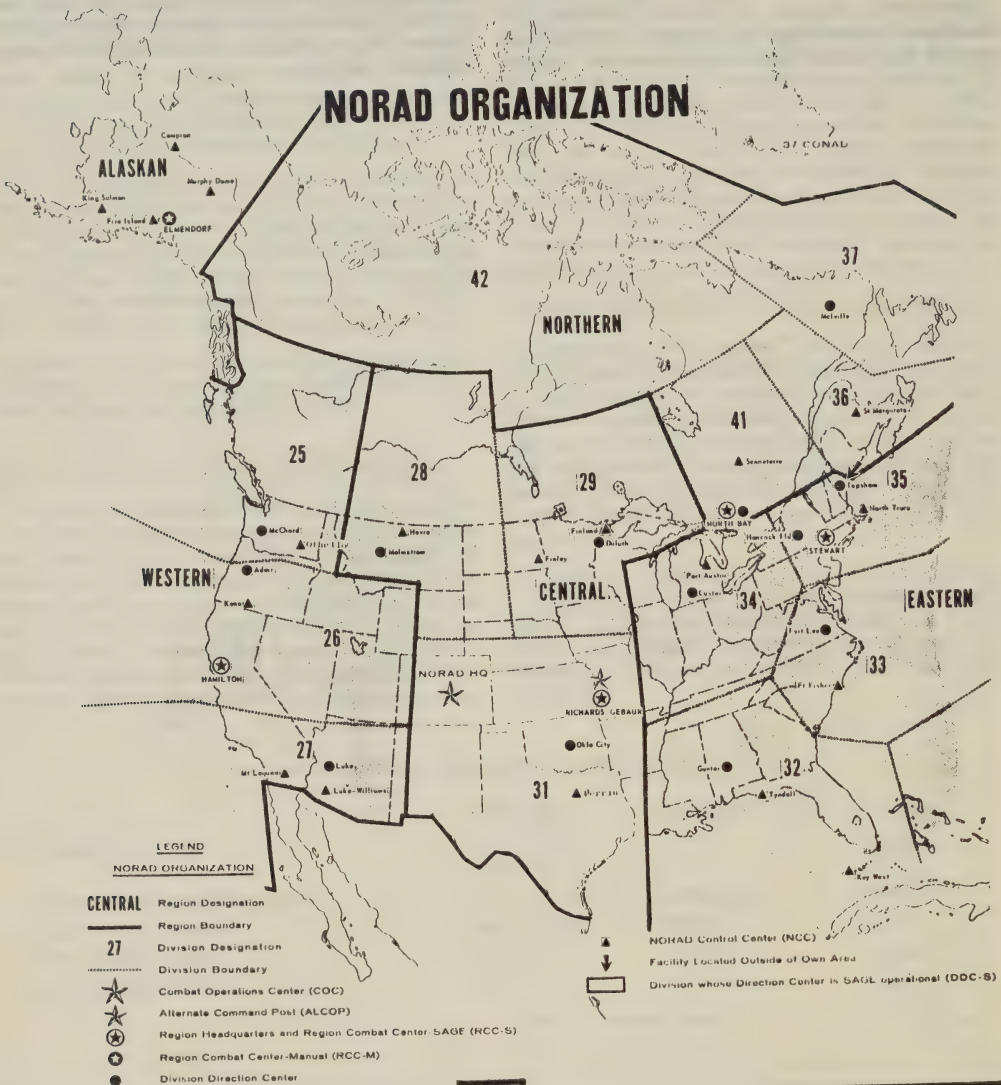 NORAD ORGANIZATION
37 CONAD
Campion
ALASKAN
Murphy Dome
King Salmon
Fire Island
ELMENDORF
37
42
Melville
NORTHERN
36
St Margarets
41
25
28
29
Senneterre
Topsham
35
North Truro
McChord
Havre
Finland
NORTH BAY
Hancock Fld
Malmstrom
Duluth
STEWART
Finley
WESTERN
Adair
Port Austin
CENTRAL
Custer
34
EASTERN
Keno
Fort Lee
26
33
NORAD HQ
HAMILTON
Ft Fisher
RICHARDS GEBAUR
Okla City
27
Luke
Gunter
32
Mt Laguna
Luke-Williams
31
Tyndall
Key West
LEGEND
NORAD ORGANIZATION
CENTRAL Region Designation
Region Boundary
27 Division Designation
Division Boundary
Combat Operations Center (COC)
Alternate Command Post (ALCOP)
Region Headquarters and Region Combat Center-SAGE (RCC-S)
Region Combat Center-Manual (RCC-M)
Division Direction Center
NORAD Control Center (NCC)
Facility Located Outside of Own Area
Division whose Direction Center is SAGE operational (DDC-S)